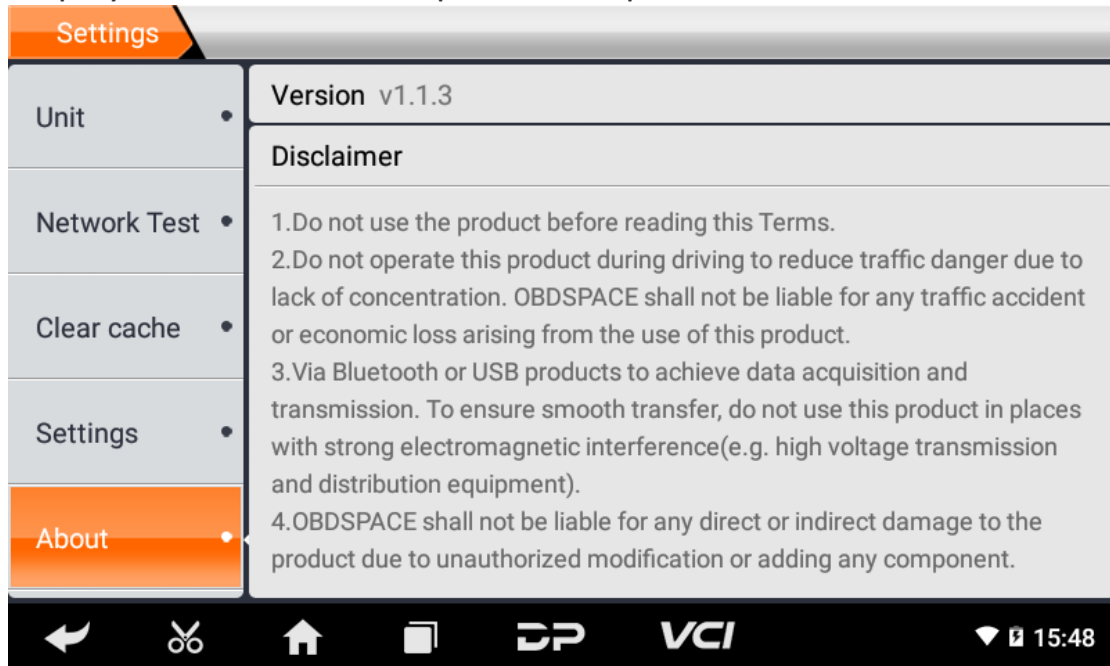 Settings
Unit
Network Test
Clear cache
Settings
About
Version v1.1.3
Disclaimer
1.Do not use the product before reading this Terms.
2.Do not operate this product during driving to reduce traffic danger due to
lack of concentration. OBDSPACE shall not be liable for any traffic accident
or economic loss arising from the use of this product.
3.Via Bluetooth or USB products to achieve data acquisition and
transmission. To ensure smooth transfer, do not use this product in places
with strong electromagnetic interference(e.g. high voltage transmission
and distribution equipment).
4.OBDSPACE shall not be liable for any direct or indirect damage to the
product due to unauthorized modification or adding any component.
DP VCI 15:48